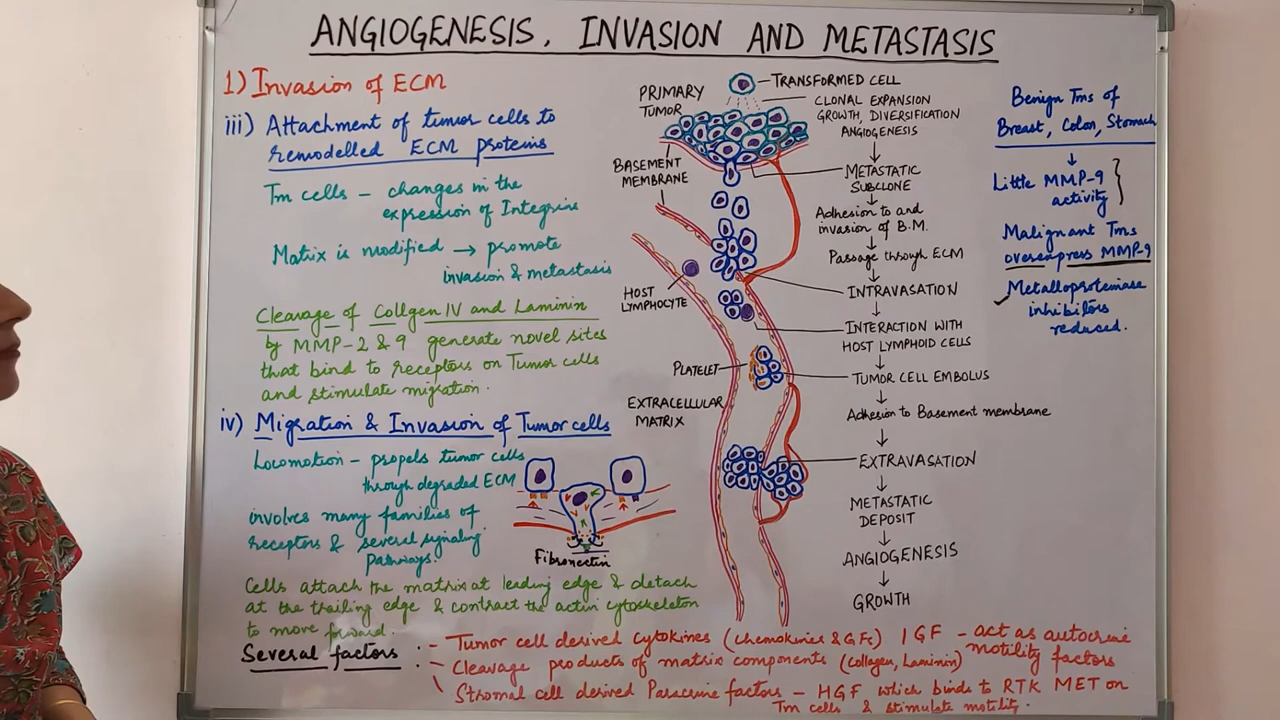 ANGIOGENESIS, INVASION AND METASTASIS
1) Invasion of ECM
iii) Attachment of tumor cells to
remodelled ECM proteins
Tm cells – changes in the
expression of Integrins
Matrix is modified → promote
invasion & metastasis
Cleavage of Collgen IV and Laminin
by MMP-2 & 9 generate novel sites
that bind to receptors on Tumor cells
and stimulate migration.
iv) Migration & Invasion of Tumor cells
Locomotion – propels tumor cells
through degraded ECM
involves many families of
receptors & several signaling
pathways.
Fibronectin
Cells attach the matrix at leading edge & detach
at the trailing edge & contract the actin cytoskeleton
to move forward.
Several factors :- Tumor cell derived cytokines (Chemokines & GFs) IGF – act as autocrine
motility factors
– Cleavage products of matrix components (Collagen, Laminin)
\ Stromal cell derived Paracrine factors – HGF which binds to RTK MET on
Tm cells & stimulate motility.
PRIMARY
TUMOR
BASEMENT
MEMBRANE
HOST
LYMPHOCYTE
PLATELET
EXTRACELLULAR
MATRIX
TRANSFORMED CELL
CLONAL EXPANSION
GROWTH, DIVERSIFICATION
ANGIOGENESIS
↓
METASTATIC
SUBCLONE
↓
Adhesion to and
invasion of B.M.
↓
Passage through ECM
↓
INTRAVASATION
↓
INTERACTION WITH
HOST LYMPHOID CELLS
↓
TUMOR CELL EMBOLUS
↓
Adhesion to Basement membrane
↓
EXTRAVASATION
↓
METASTATIC
DEPOSIT
↓
ANGIOGENESIS
↓
GROWTH
Benign Tms of
Breast, Colon, Stomach
↓
Little MMP-9
activity
Malignant Tms
overexpress MMP-9
✓ Metalloproteinase
inhibitors
reduced.